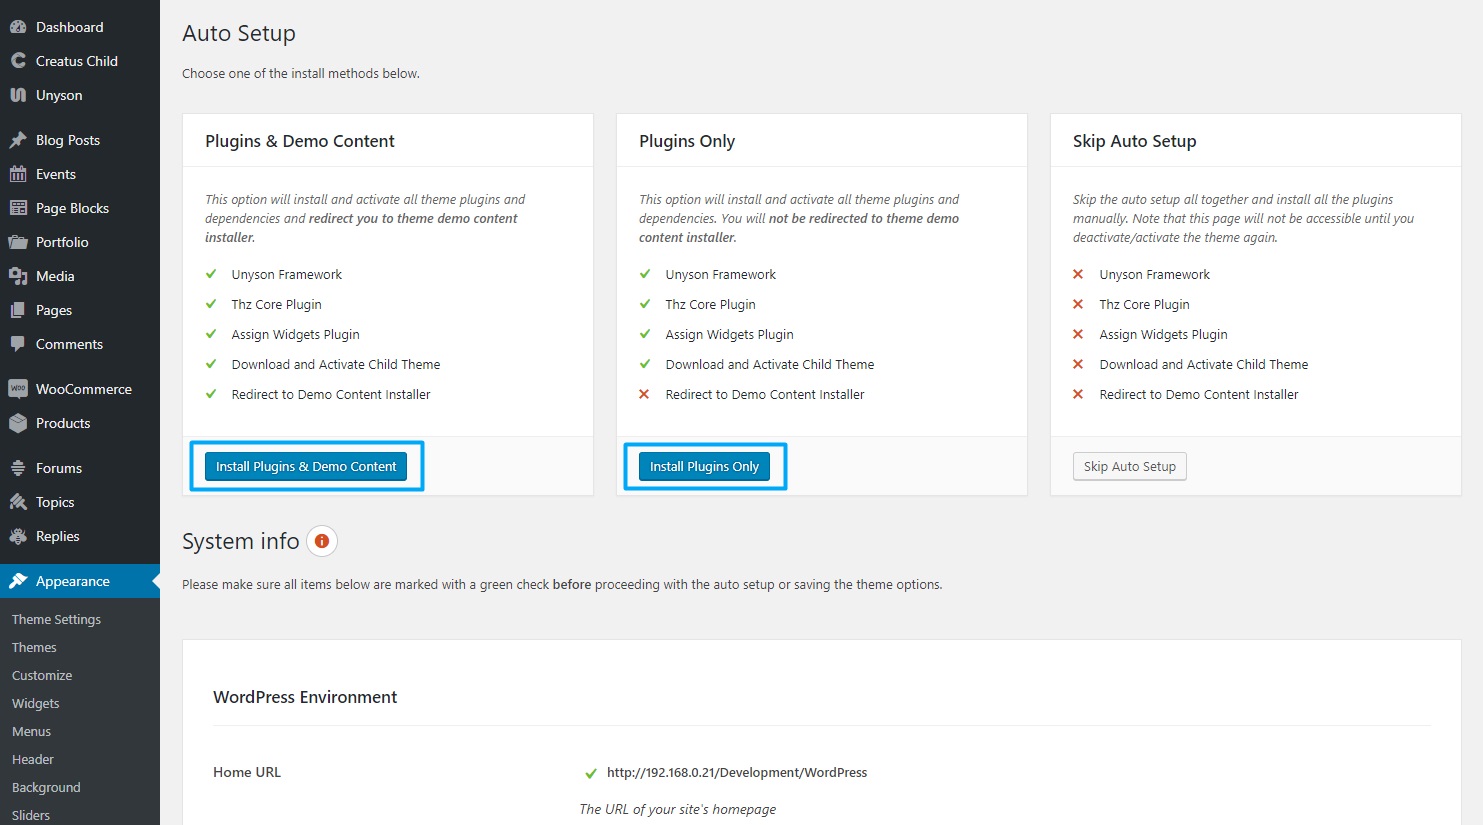 Dashboard
Creatus Child
Unyson
Blog Posts
Events
Page Blocks
Portfolio
Media
Pages
Comments
WooCommerce
Products
Forums
Topics
Replies
Appearance
Theme Settings
Themes
Customize
Widgets
Menus
Header
Background
Sliders
Auto Setup
Choose one of the install methods below.
Plugins & Demo Content
This option will install and activate all theme plugins and
dependencies and redirect you to theme demo content
installer.
Unyson Framework
Thz Core Plugin
Assign Widgets Plugin
Download and Activate Child Theme
Redirect to Demo Content Installer
Install Plugins & Demo Content
Plugins Only
This option will install and activate all theme plugins and
dependencies. You will not be redirected to theme demo
content installer.
Unyson Framework
Thz Core Plugin
Assign Widgets Plugin
Download and Activate Child Theme
Redirect to Demo Content Installer
Install Plugins Only
Skip Auto Setup
Skip the auto setup all together and install all the plugins
manually. Note that this page will not be accessible until you
deactivate/activate the theme again.
Unyson Framework
Thz Core Plugin
Assign Widgets Plugin
Download and Activate Child Theme
Redirect to Demo Content Installer
Skip Auto Setup
System info
Please make sure all items below are marked with a green check before proceeding with the auto setup or saving the theme options.
WordPress Environment
Home URL
http://192.168.0.21/Development/WordPress
The URL of your site's homepage